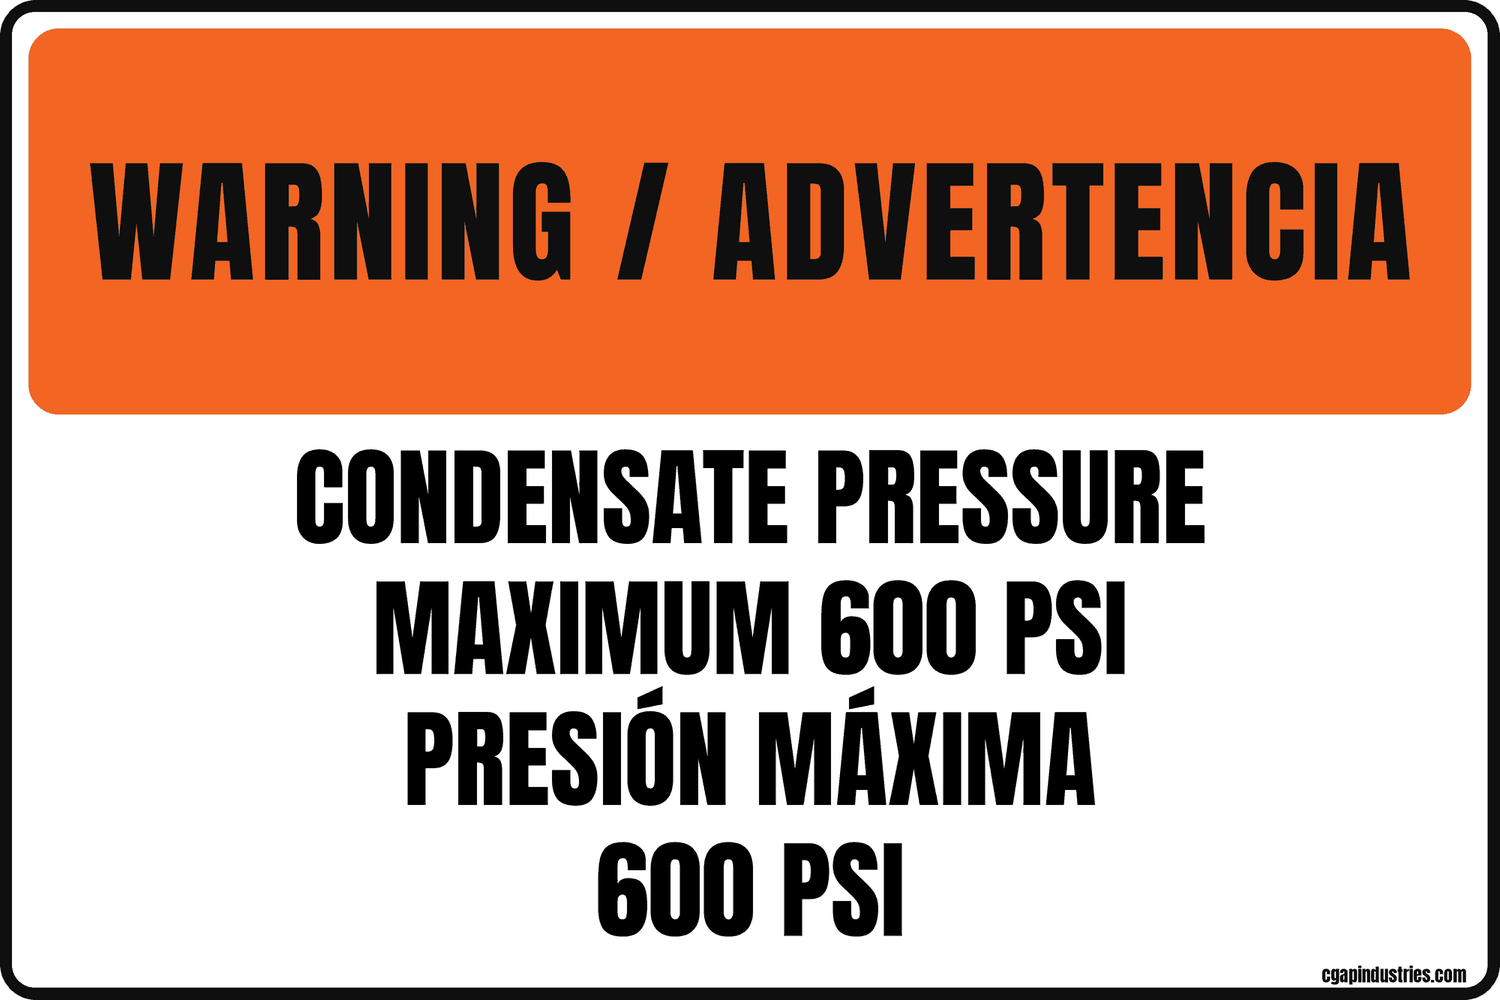 WARNING / ADVERTENCIA
CONDENSATE PRESSURE
MAXIMUM 600 PSI
PRESIÓN MÁXIMA
600 PSI
cgapindustries.com